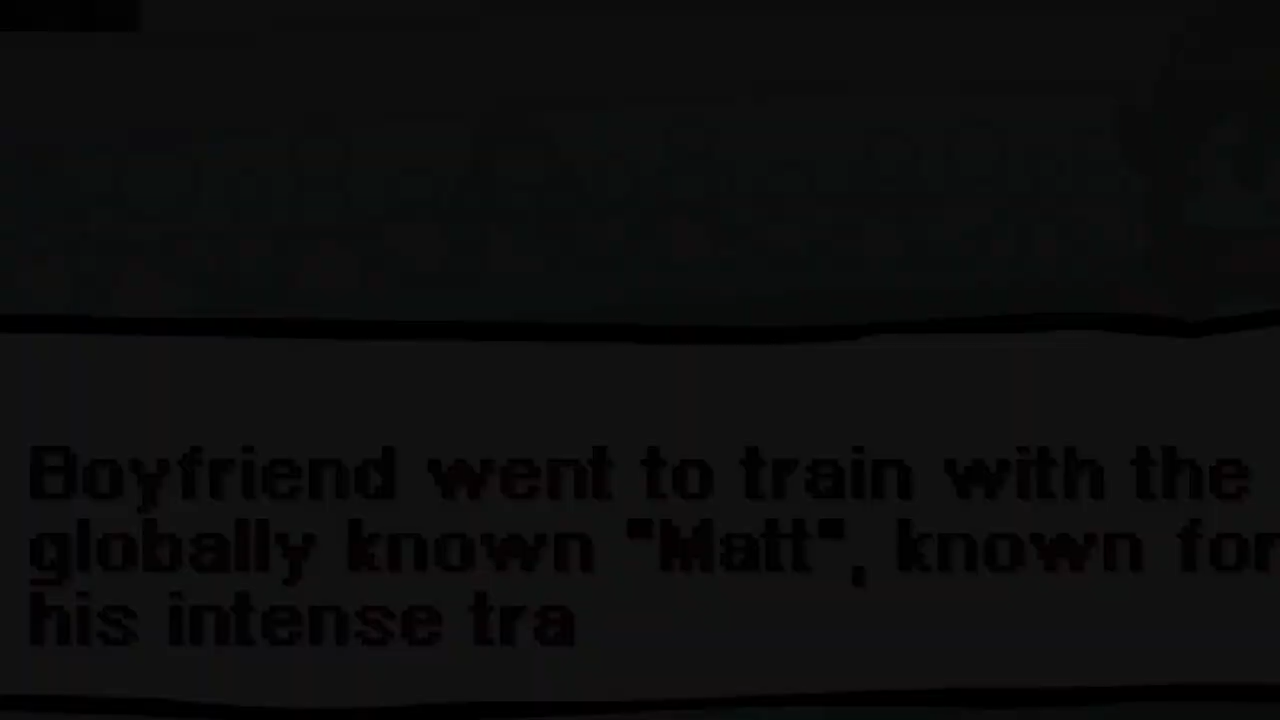 Boyfriend went to train with the
globally known "Matt", known for
his intense tra